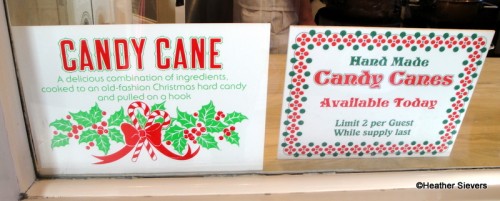 CANDY CANE
A delicious combination of ingredients,
cooked to an old-fashion Christmas hard candy
and pulled on a hook
Hand Made
Candy Canes
Available Today
Limit 2 per Guest
While supply last
©Heather Sievers